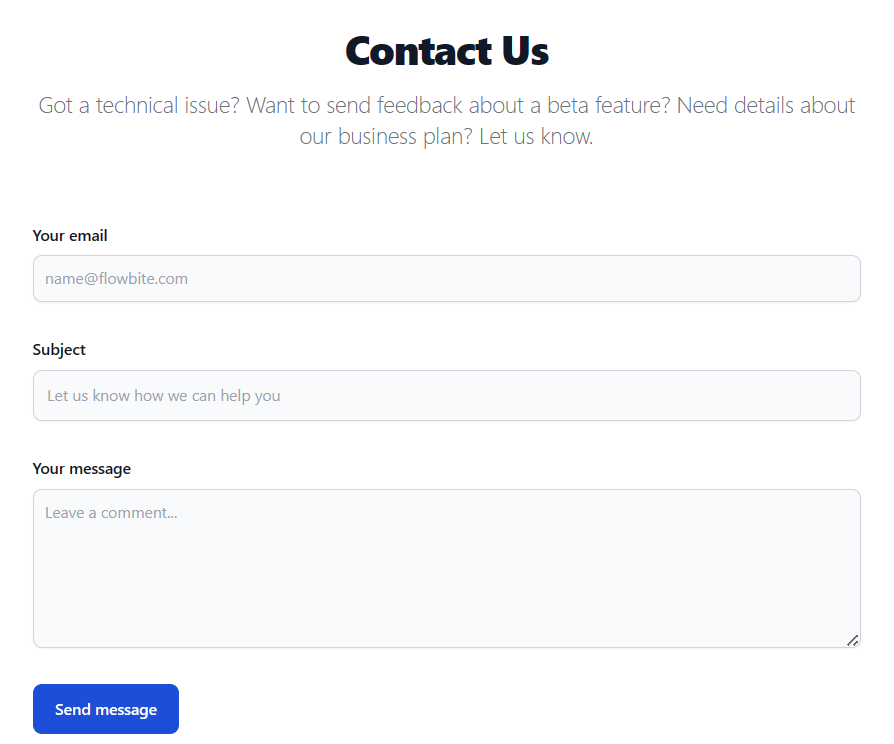 Contact Us
Got a technical issue? Want to send feedback about a beta feature? Need details about
our business plan? Let us know.
Your email
name@flowbite.com
Subject
Let us know how we can help you
Your message
Leave a comment...
Send message